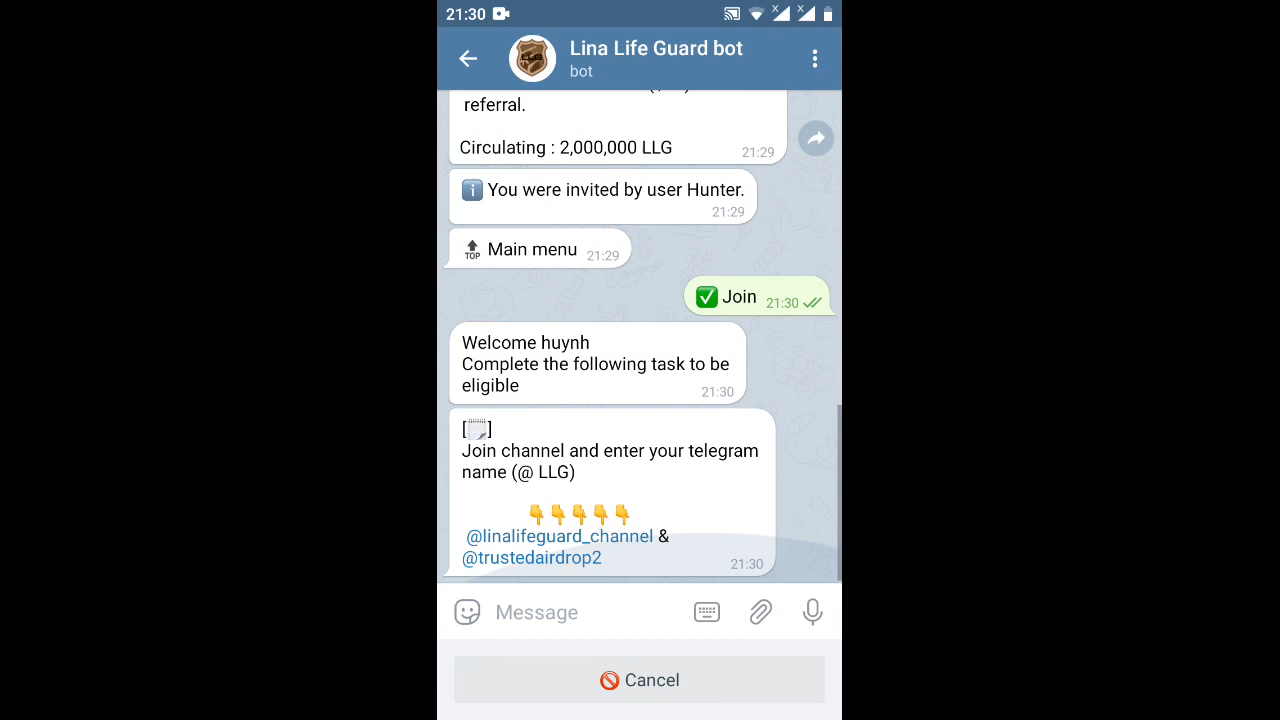 21:30
Lina Life Guard bot
bot
referral.
Circulating : 2,000,000 LLG
21:29
You were invited by user Hunter.
21:29
TOP Main menu 21:29
Join 21:30
Welcome huynh
Complete the following task to be
eligible
21:30
[🗒]
Join channel and enter your telegram
name (@ LLG)
👇👇👇👇👇
@linalifeguard_channel &
@trustedairdrop2
21:30
Message
🚫 Cancel